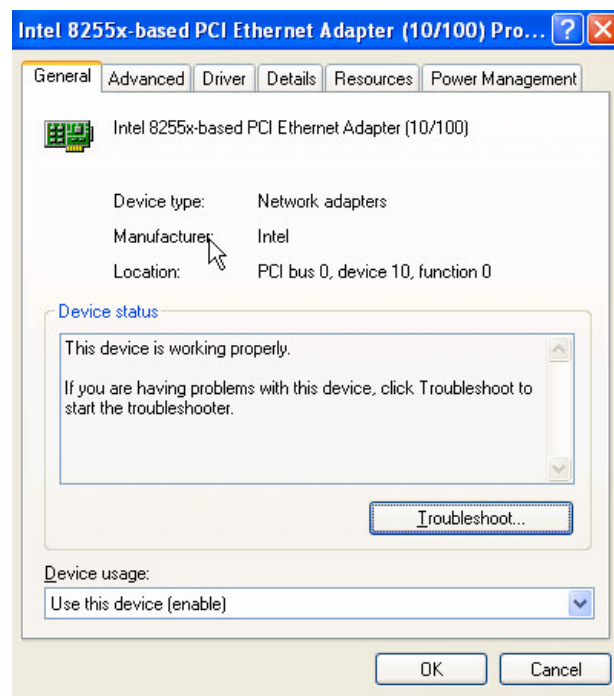 Intel 8255x-based PCI Ethernet Adapter (10/100) Pro...
General Advanced Driver Details Resources Power Management
Intel 8255x-based PCI Ethernet Adapter (10/100)
Device type: Network adapters
Manufacturer: Intel
Location: PCI bus 0, device 10, function 0
Device status
This device is working properly.
If you are having problems with this device, click Troubleshoot to
start the troubleshooter.
Troubleshoot...
Device usage:
Use this device (enable)
OK Cancel